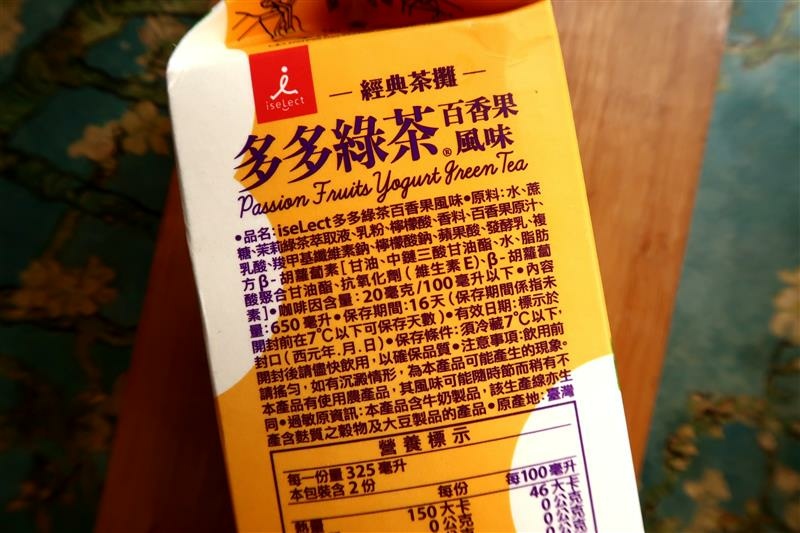 iseLect
經典茶攤
多多綠茶®百香果風味
Passion Fruits Yogurt Green Tea
•品名:iseLect多多綠茶百香果風味•原料:水、蔗
糖、茉莉綠茶萃取液、乳粉、檸檬酸、香料、百香果原汁、
乳酸、羧甲基纖維素鈉、檸檬酸鈉、蘋果酸、發酵乳、複
方β-胡蘿蔔素[甘油、中鏈三酸甘油酯、水、脂肪
酸聚合甘油酯、抗氧化劑(維生素E)、β-胡蘿蔔
素]•咖啡因含量:20毫克/100毫升以下•內容
量:650毫升•保存期間:16天(保存期間係指未
開封前在7℃以下可保存天數)•有效日期:標示於
封口(西元年.月.日)•保存條件:須冷藏7℃以下,
開封後請儘快飲用,以確保品質•注意事項:飲用前
請搖勻,如有沉澱情形,為本產品可能產生的現象。
本產品有使用農產品,其風味可能隨時節而稍有不
同•過敏原資訊:本產品含牛奶製品,該生產線亦生
產含麩質之穀物及大豆製品的產品•原產地:臺灣
營養標示
每一份量 325 毫升
本包裝含 2 份
每份 每100毫升
熱量 150 大卡 46 大卡
0 公克 0 公克
0 公克 0 公克